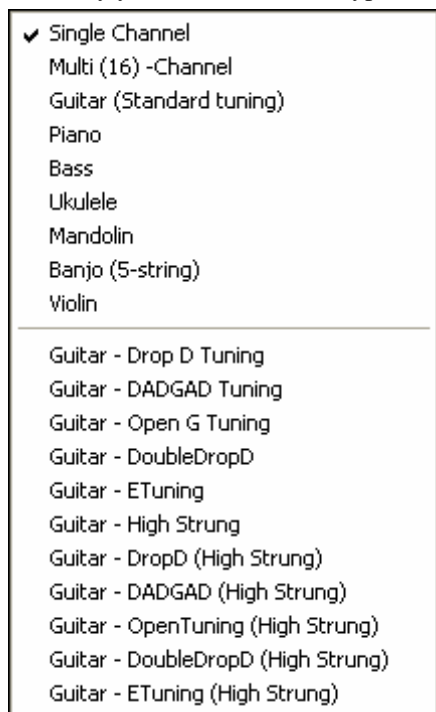 Single Channel
Multi (16) -Channel
Guitar (Standard tuning)
Piano
Bass
Ukulele
Mandolin
Banjo (5-string)
Violin
Guitar - Drop D Tuning
Guitar - DADGAD Tuning
Guitar - Open G Tuning
Guitar - DoubleDropD
Guitar - ETuning
Guitar - High Strung
Guitar - DropD (High Strung)
Guitar - DADGAD (High Strung)
Guitar - OpenTuning (High Strung)
Guitar - DoubleDropD (High Strung)
Guitar - ETuning (High Strung)